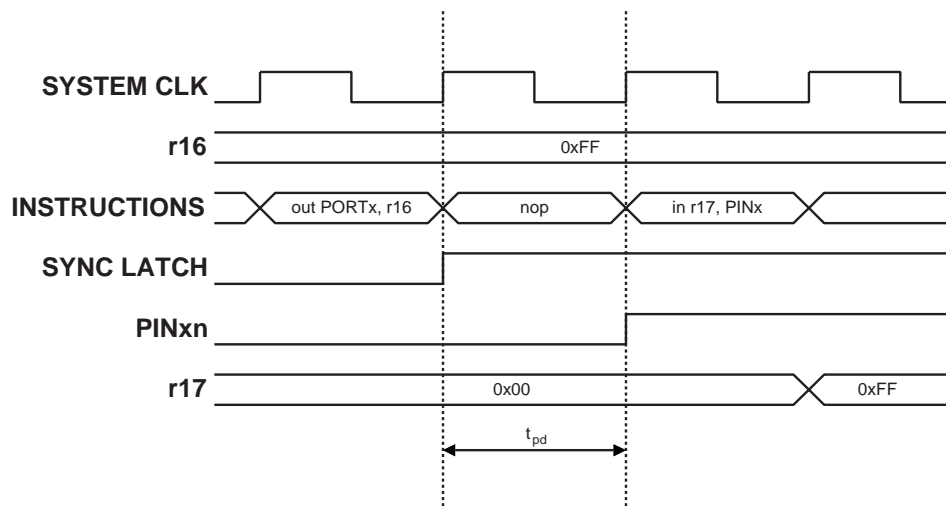 SYSTEM CLK
r16
0xFF
INSTRUCTIONS
out PORTx, r16
nop
in r17, PINx
SYNC LATCH
PINxn
r17
0x00
0xFF
tpd